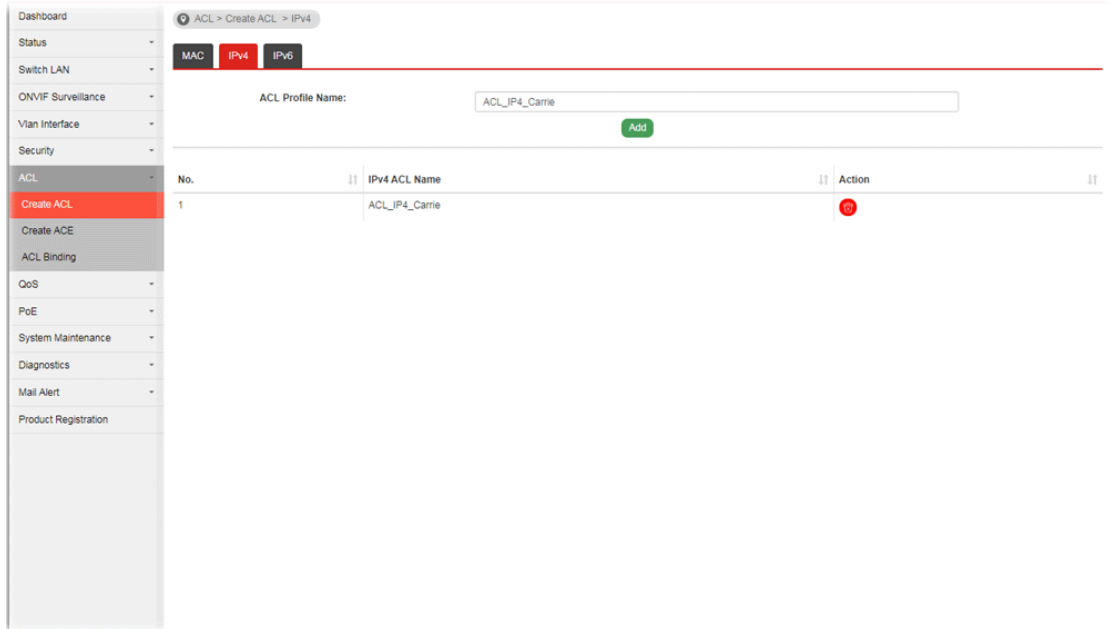 Dashboard
Status
Switch LAN
ONVIF Surveillance
Vlan Interface
Security
ACL
Create ACL
Create ACE
ACL Binding
QoS
PoE
System Maintenance
Diagnostics
Mail Alert
Product Registration
ACL > Create ACL > IPv4
MAC IPv4 IPv6
ACL Profile Name: ACL_IP4_Carrie
Add
No. IPv4 ACL Name Action
1 ACL_IP4_Carrie